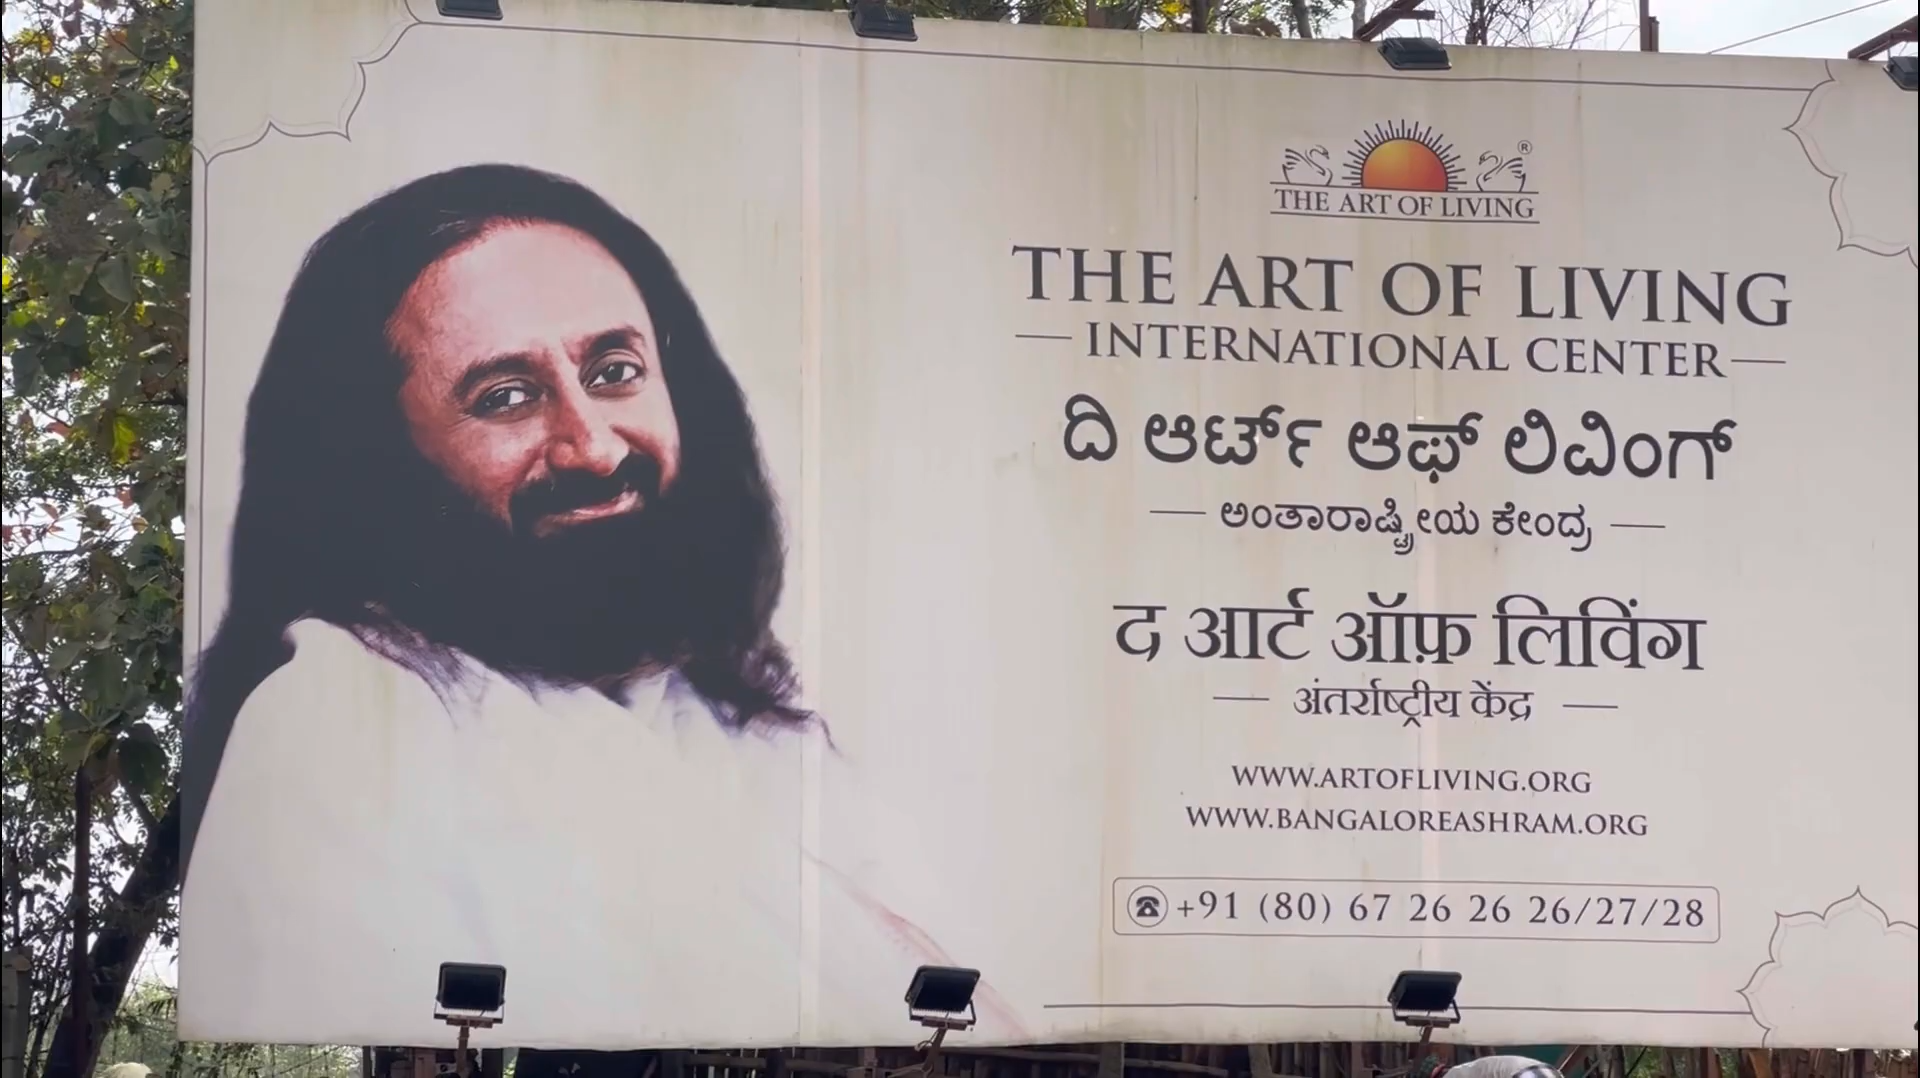 THE ART OF LIVING ®
THE ART OF LIVING
INTERNATIONAL CENTER
ದಿ ಆರ್ಟ್ ಆಫ್ ಲಿವಿಂಗ್
ಅಂತಾರಾಷ್ಟ್ರೀಯ ಕೇಂದ್ರ
द आर्ट ऑफ़ लिविंग
अंतर्राष्ट्रीय केंद्र
WWW.ARTOFLIVING.ORG
WWW.BANGALOREASHRAM.ORG
+91 (80) 67 26 26 26/27/28